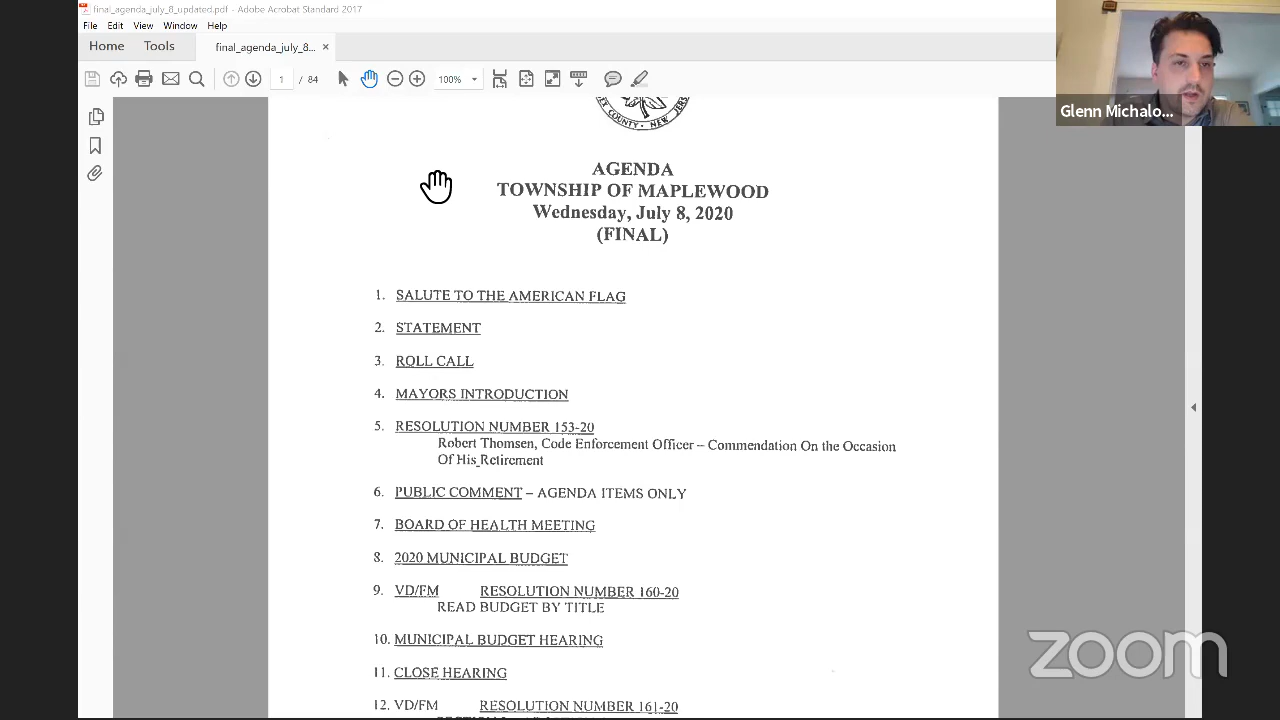 final_agenda_july_8_updated.pdf - Adobe Acrobat Standard 2017
File Edit View Window Help
Home Tools final_agenda_july_8... ×
1 / 84 100%
Glenn Michalo...
COUNTY · NEW JER
AGENDA
TOWNSHIP OF MAPLEWOOD
Wednesday, July 8, 2020
(FINAL)
1. SALUTE TO THE AMERICAN FLAG
2. STATEMENT
3. ROLL CALL
4. MAYORS INTRODUCTION
5. RESOLUTION NUMBER 153-20
Robert Thomsen, Code Enforcement Officer – Commendation On the Occasion
Of His Retirement
6. PUBLIC COMMENT – AGENDA ITEMS ONLY
7. BOARD OF HEALTH MEETING
8. 2020 MUNICIPAL BUDGET
9. VD/FM RESOLUTION NUMBER 160-20
READ BUDGET BY TITLE
10. MUNICIPAL BUDGET HEARING
11. CLOSE HEARING
12. VD/FM RESOLUTION NUMBER 161-20
zoom